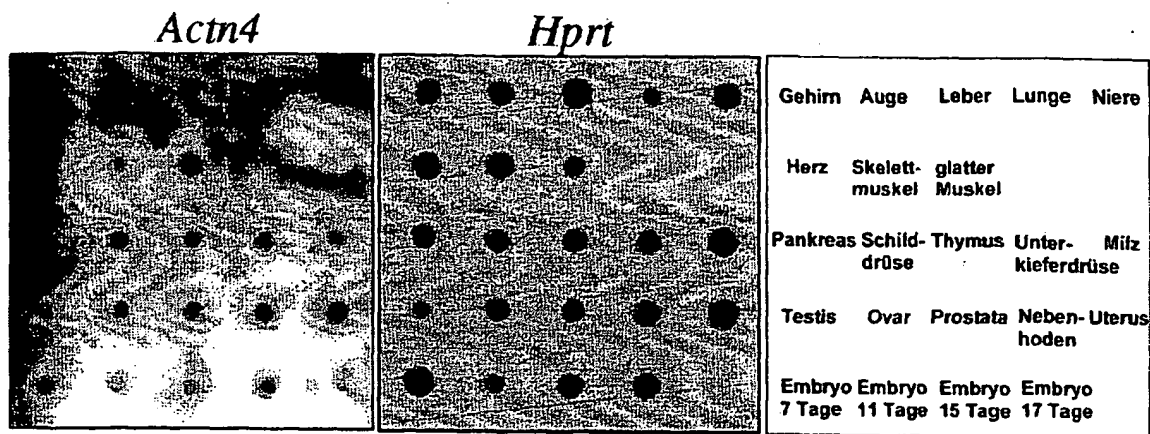 Actn4 Hprt
Gehirn Auge Leber Lunge Niere
Herz Skelett- glatter
muskel Muskel
Pankreas Schild- Thymus Unter- Milz
drüse kieferdrüse
Testis Ovar Prostata Neben- Uterus
hoden
Embryo Embryo Embryo Embryo
7 Tage 11 Tage 15 Tage 17 Tage